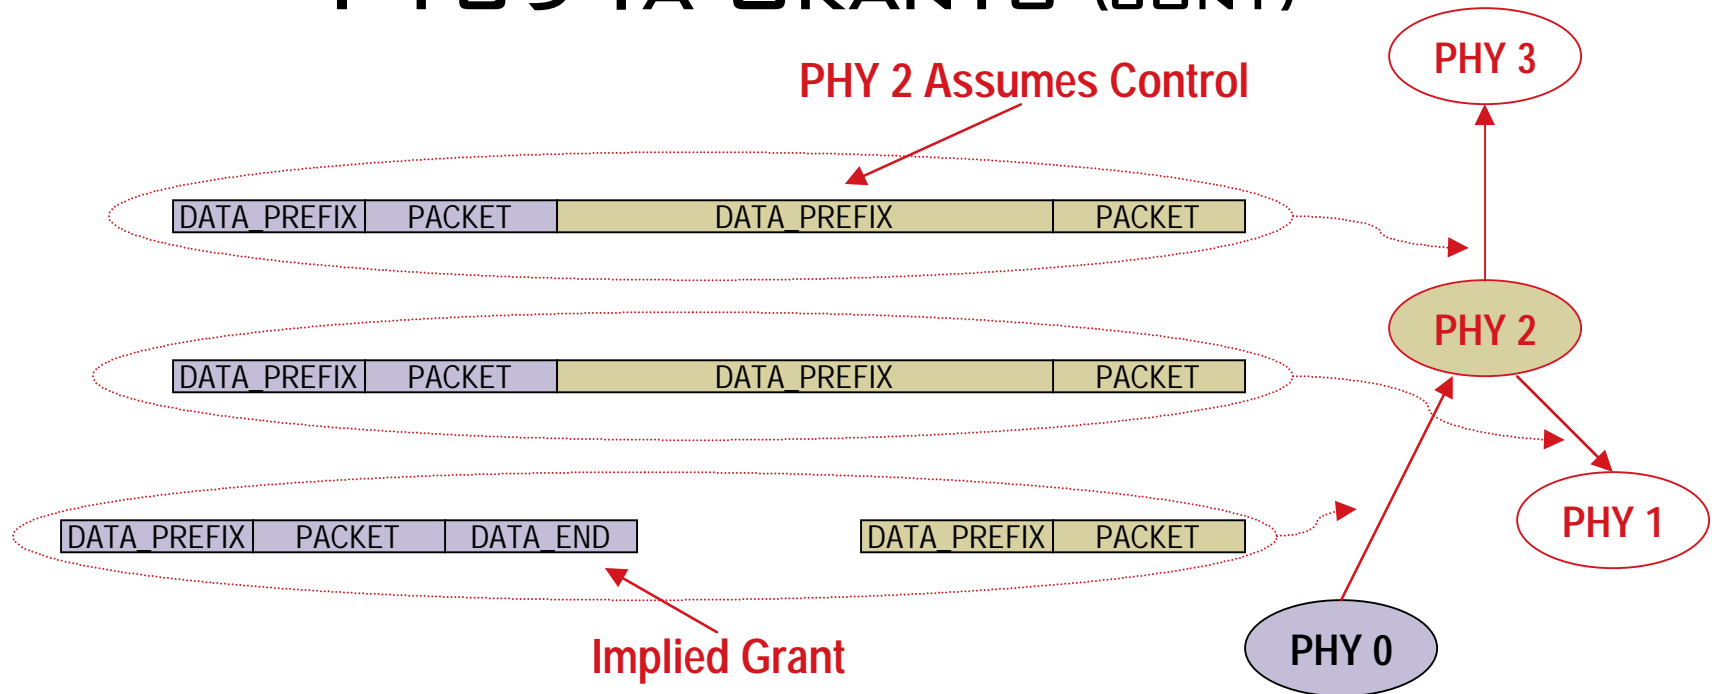 (CONT)
PHY 3
PHY 2 Assumes Control
DATA_PREFIX PACKET DATA_PREFIX PACKET
PHY 2
DATA_PREFIX PACKET DATA_PREFIX PACKET
PHY 1
DATA_PREFIX PACKET DATA_END DATA_PREFIX PACKET
Implied Grant
PHY 0